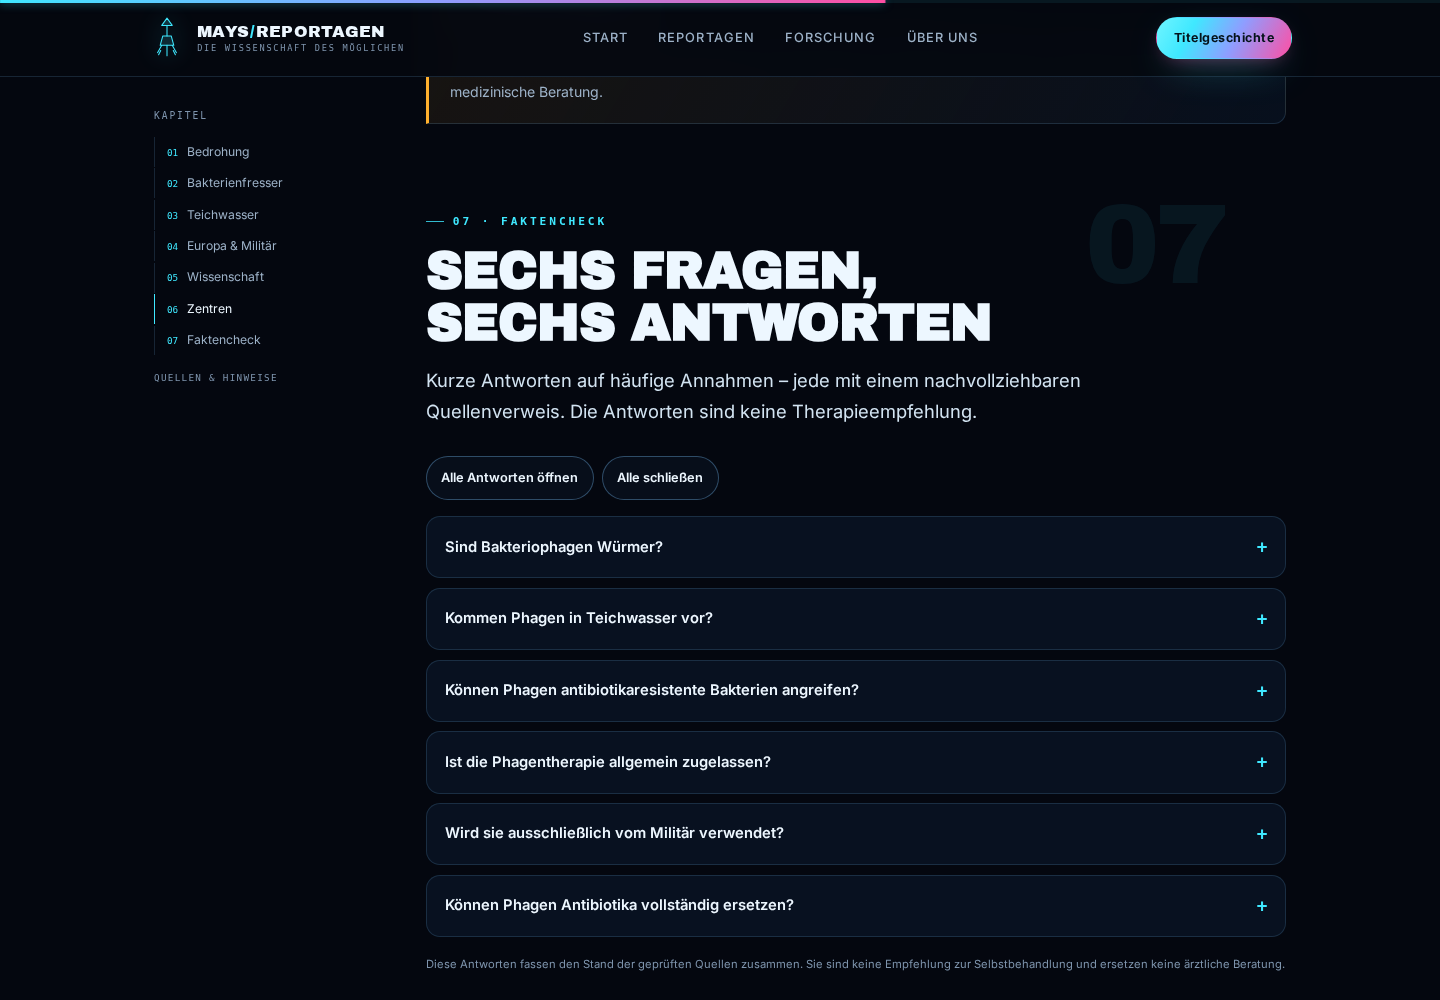 MAYS/REPORTAGEN
DIE WISSENSCHAFT DES MÖGLICHEN
START
REPORTAGEN
FORSCHUNG
ÜBER UNS
Titelgeschichte
KAPITEL
01 Bedrohung
02 Bakterienfresser
03 Teichwasser
04 Europa & Militär
05 Wissenschaft
06 Zentren
07 Faktencheck
QUELLEN & HINWEISE
medizinische Beratung.
07 · FAKTENCHECK
07
SECHS FRAGEN,
SECHS ANTWORTEN
Kurze Antworten auf häufige Annahmen – jede mit einem nachvollziehbaren
Quellenverweis. Die Antworten sind keine Therapieempfehlung.
Alle Antworten öffnen
Alle schließen
Sind Bakteriophagen Würmer? +
Kommen Phagen in Teichwasser vor? +
Können Phagen antibiotikaresistente Bakterien angreifen? +
Ist die Phagentherapie allgemein zugelassen? +
Wird sie ausschließlich vom Militär verwendet? +
Können Phagen Antibiotika vollständig ersetzen? +
Diese Antworten fassen den Stand der geprüften Quellen zusammen. Sie sind keine Empfehlung zur Selbstbehandlung und ersetzen keine ärztliche Beratung.